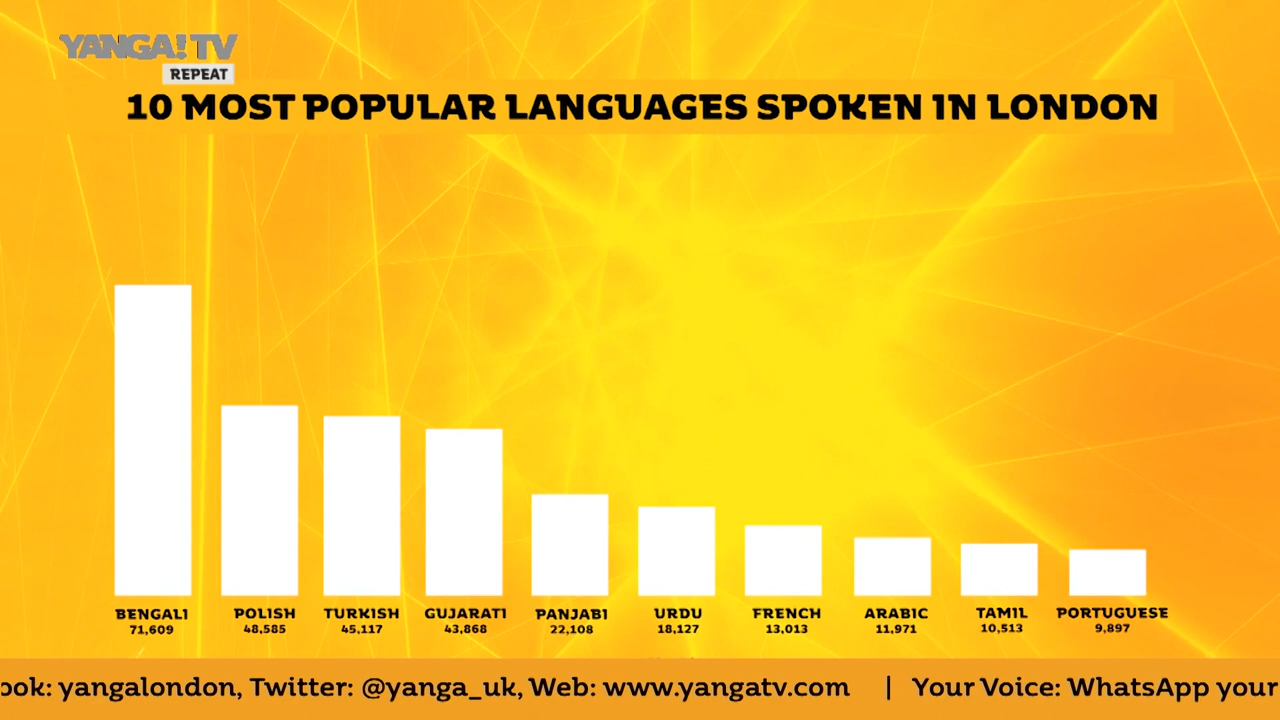 YANGA! TV
REPEAT
10 MOST POPULAR LANGUAGES SPOKEN IN LONDON
BENGALI POLISH TURKISH GUJARATI PANJABI URDU FRENCH ARABIC TAMIL PORTUGUESE
71,609 48,585 45,117 43,868 22,108 18,127 13,013 11,971 10,513 9,897
ook: yangalondon, Twitter: @yanga_uk, Web: www.yangatv.com | Your Voice: WhatsApp your